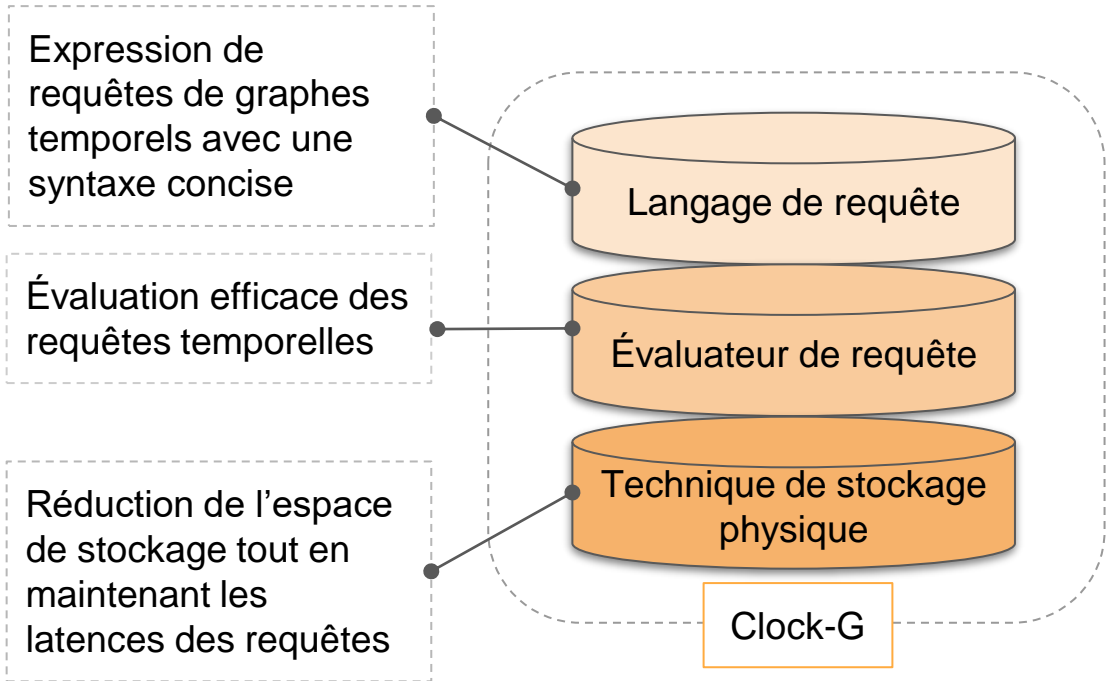 Expression de
requêtes de graphes
temporels avec une
syntaxe concise
Langage de requête
Évaluation efficace des
requêtes temporelles
Évaluateur de requête
Réduction de l’espace
de stockage tout en
maintenant les
latences des requêtes
Technique de stockage
physique
Clock-G